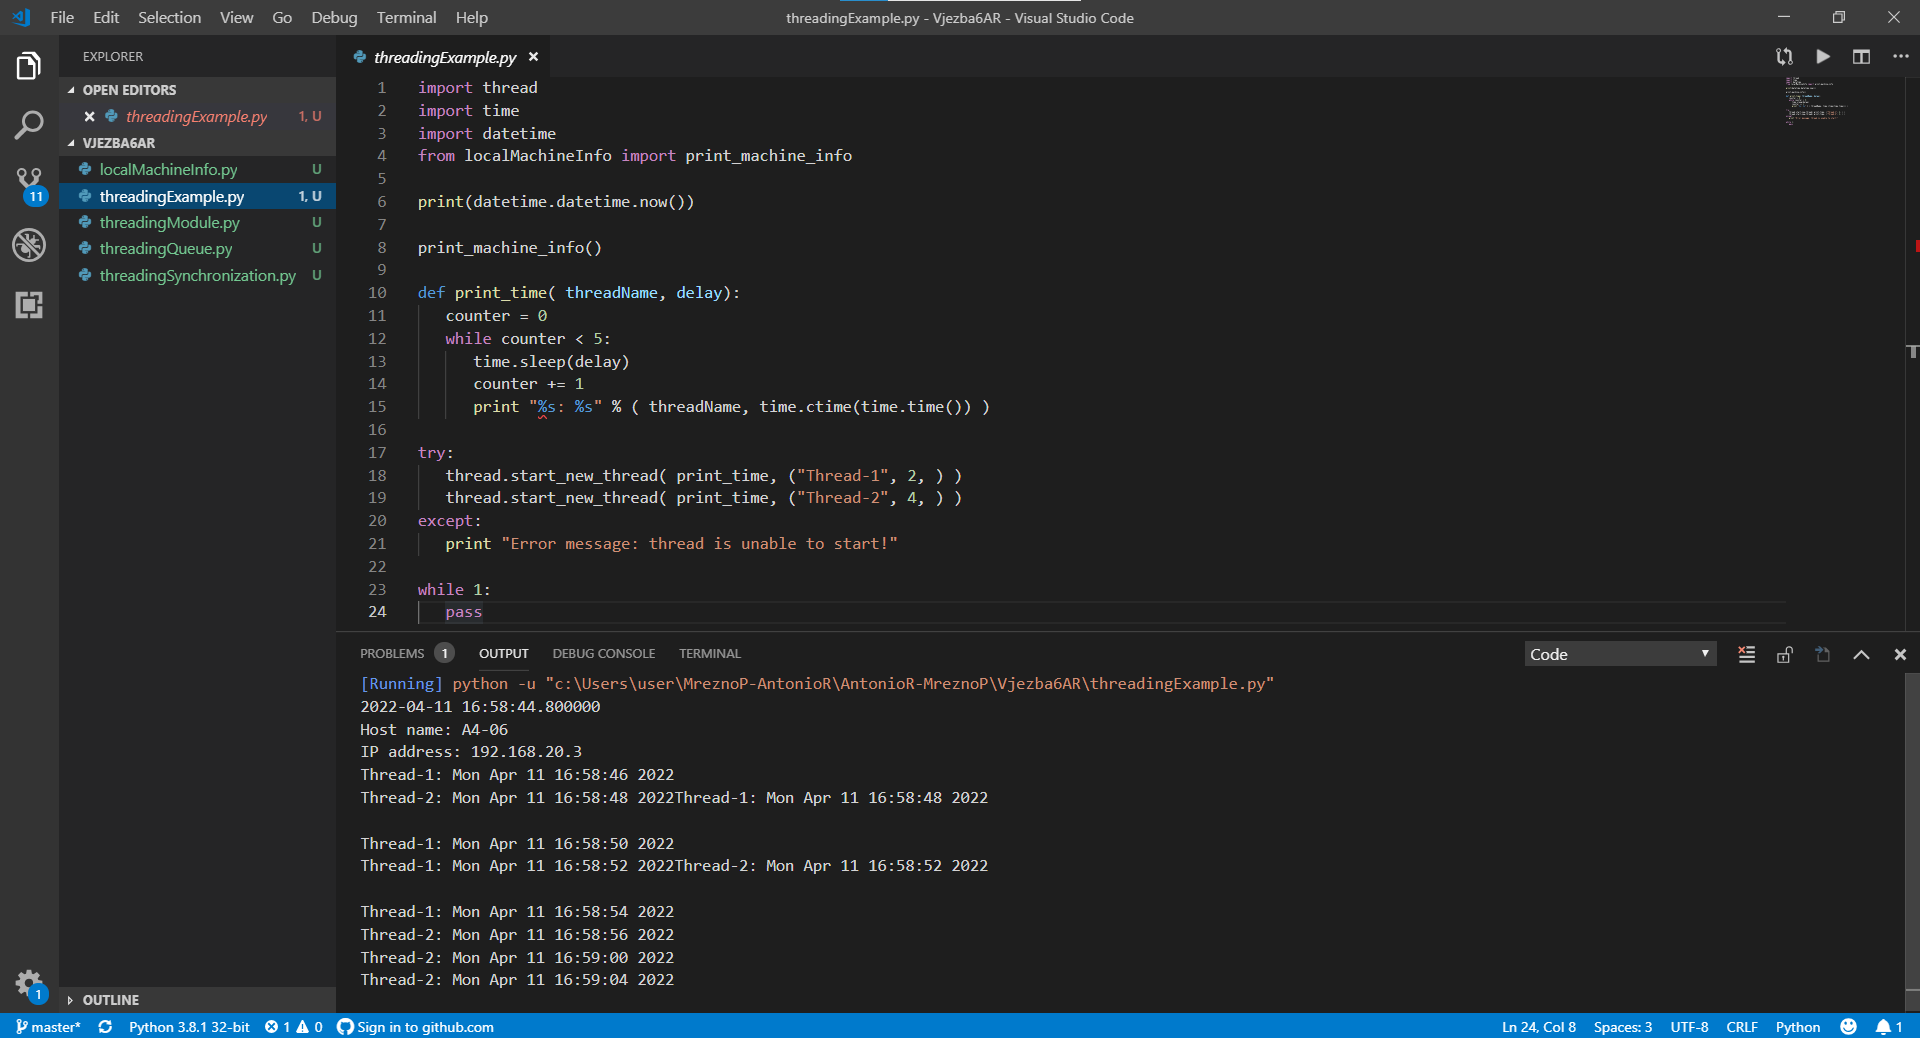 File Edit Selection View Go Debug Terminal Help
threadingExample.py - Vjezba6AR - Visual Studio Code
EXPLORER
OPEN EDITORS
threadingExample.py 1, U
VJEZBA6AR
localMachineInfo.py U
threadingExample.py 1, U
threadingModule.py U
threadingQueue.py U
threadingSynchronization.py U
11
1
OUTLINE
threadingExample.py
1 import thread
2 import time
3 import datetime
4 from localMachineInfo import print_machine_info
5
6 print(datetime.datetime.now())
7
8 print_machine_info()
9
10 def print_time( threadName, delay):
11 counter = 0
12 while counter < 5:
13 time.sleep(delay)
14 counter += 1
15 print "%s: %s" % ( threadName, time.ctime(time.time()) )
16
17 try:
18 thread.start_new_thread( print_time, ("Thread-1", 2, ) )
19 thread.start_new_thread( print_time, ("Thread-2", 4, ) )
20 except:
21 print "Error message: thread is unable to start!"
22
23 while 1:
24 pass
PROBLEMS 1 OUTPUT DEBUG CONSOLE TERMINAL
Code
[Running] python -u "c:\Users\user\MreznoP-AntonioR\AntonioR-MreznoP\Vjezba6AR\threadingExample.py"
2022-04-11 16:58:44.800000
Host name: A4-06
IP address: 192.168.20.3
Thread-1: Mon Apr 11 16:58:46 2022
Thread-2: Mon Apr 11 16:58:48 2022Thread-1: Mon Apr 11 16:58:48 2022
Thread-1: Mon Apr 11 16:58:50 2022
Thread-1: Mon Apr 11 16:58:52 2022Thread-2: Mon Apr 11 16:58:52 2022
Thread-1: Mon Apr 11 16:58:54 2022
Thread-2: Mon Apr 11 16:58:56 2022
Thread-2: Mon Apr 11 16:59:00 2022
Thread-2: Mon Apr 11 16:59:04 2022
master* Python 3.8.1 32-bit 1 0 Sign in to github.com Ln 24, Col 8 Spaces: 3 UTF-8 CRLF Python 1